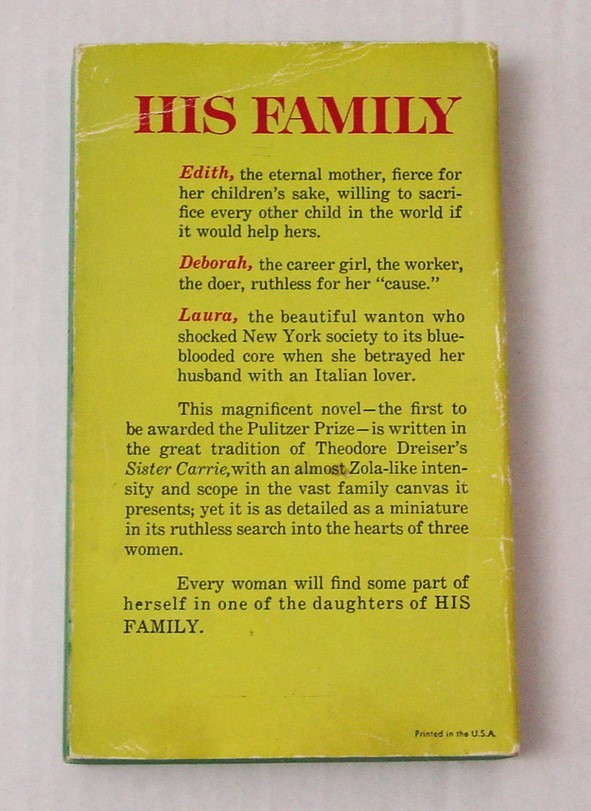 HIS FAMILY
Edith, the eternal mother, fierce for
her children's sake, willing to sacri-
fice every other child in the world if
it would help hers.
Deborah, the career girl, the worker,
the doer, ruthless for her "cause."
Laura, the beautiful wanton who
shocked New York society to its blue-
blooded core when she betrayed her
husband with an Italian lover.
This magnificent novel—the first to
be awarded the Pulitzer Prize—is written in
the great tradition of Theodore Dreiser's
Sister Carrie, with an almost Zola-like inten-
sity and scope in the vast family canvas it
presents; yet it is as detailed as a miniature
in its ruthless search into the hearts of three
women.
Every woman will find some part of
herself in one of the daughters of HIS
FAMILY.
Printed in the U.S.A.